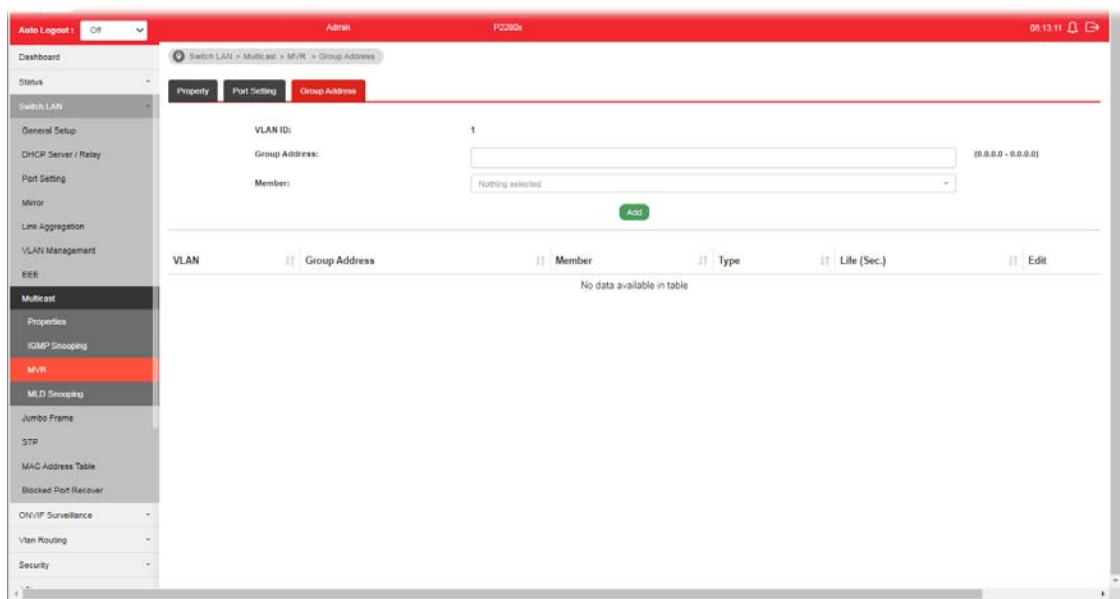 Auto Logout : Off Admin P2280x 08:13:11
Dashboard
Switch LAN > Multicast > MVR > Group Address
Status
Property Port Setting Group Address
Switch LAN
General Setup
VLAN ID: 1
DHCP Server / Relay
Group Address: (0.0.0.0 - 0.0.0.0)
Port Setting
Member: Nothing selected
Mirror
Add
Link Aggregation
VLAN Management
VLAN Group Address Member Type Life (Sec.) Edit
EEE
No data available in table
Multicast
Properties
IGMP Snooping
MVR
MLD Snooping
Jumbo Frame
STP
MAC Address Table
Blocked Port Recover
ONVIF Surveillance
Vlan Routing
Security